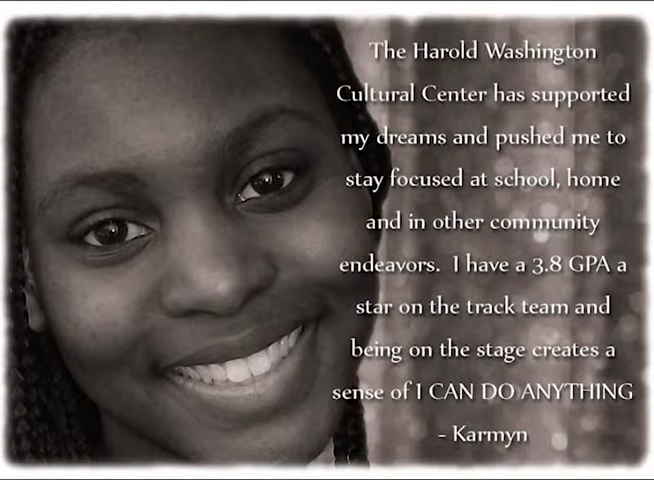 The Harold Washington
Cultural Center has supported
my dreams and pushed me to
stay focused at school, home
and in other community
endeavors.  I have a 3.8 GPA a
star on the track team and
being on the stage creates a
sense of I CAN DO ANYTHING
- Karmyn